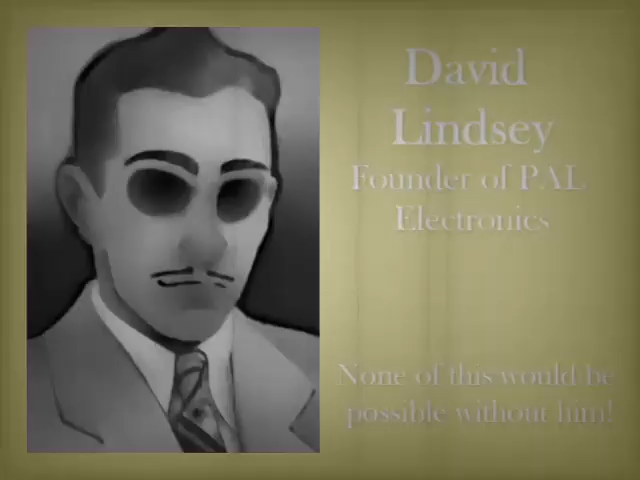 David
Lindsey
Founder of PAL
Electronics
None of this would be
possible without him!